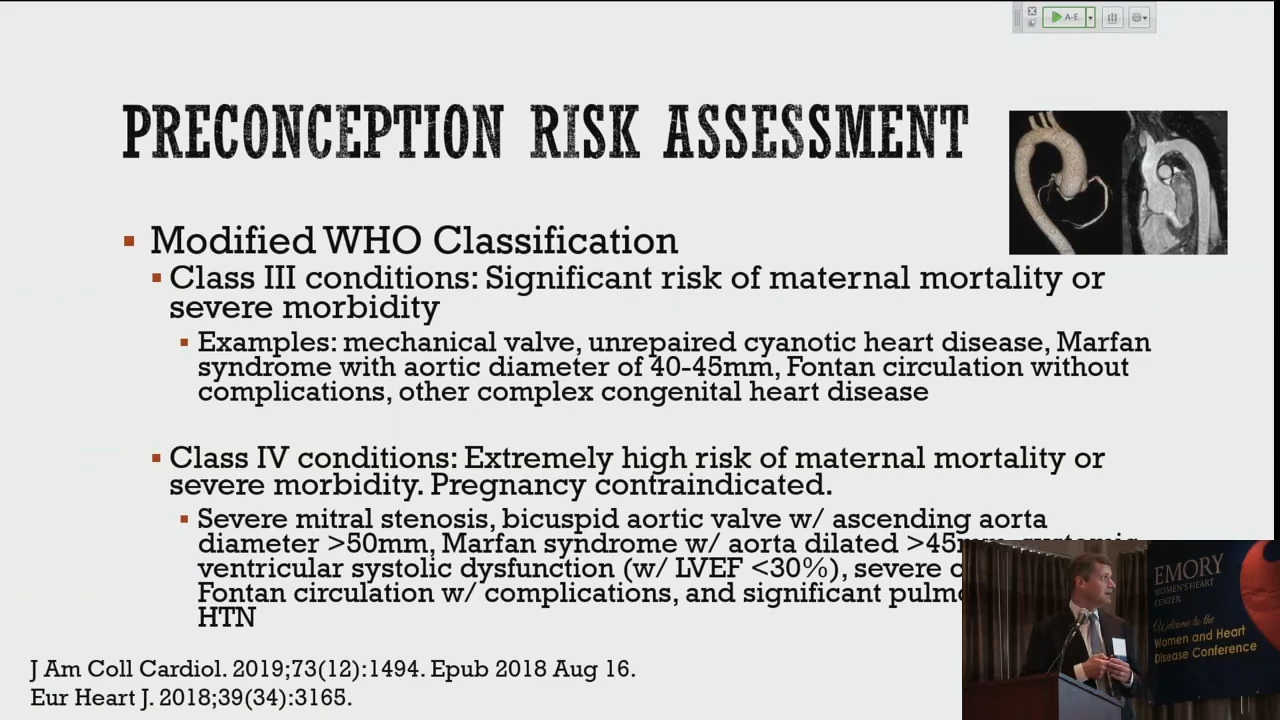 A-E
PRECONCEPTION RISK ASSESSMENT
Modified WHO Classification
Class III conditions: Significant risk of maternal mortality or
severe morbidity
Examples: mechanical valve, unrepaired cyanotic heart disease, Marfan
syndrome with aortic diameter of 40-45mm, Fontan circulation without
complications, other complex congenital heart disease
Class IV conditions: Extremely high risk of maternal mortality or
severe morbidity. Pregnancy contraindicated.
Severe mitral stenosis, bicuspid aortic valve w/ ascending aorta
diameter >50mm, Marfan syndrome w/ aorta dilated
ventricular systolic dysfunction (w/ LVEF <30%), severe
Fontan circulation w/ complications, and significant
HTN
J Am Coll Cardiol. 2019;73(12):1494. Epub 2018 Aug 16.
Eur Heart J. 2018;39(34):3165.
EMORY
WOMEN'S HEART
CENTER
Welcome to the
Women and Heart
Disease Conference